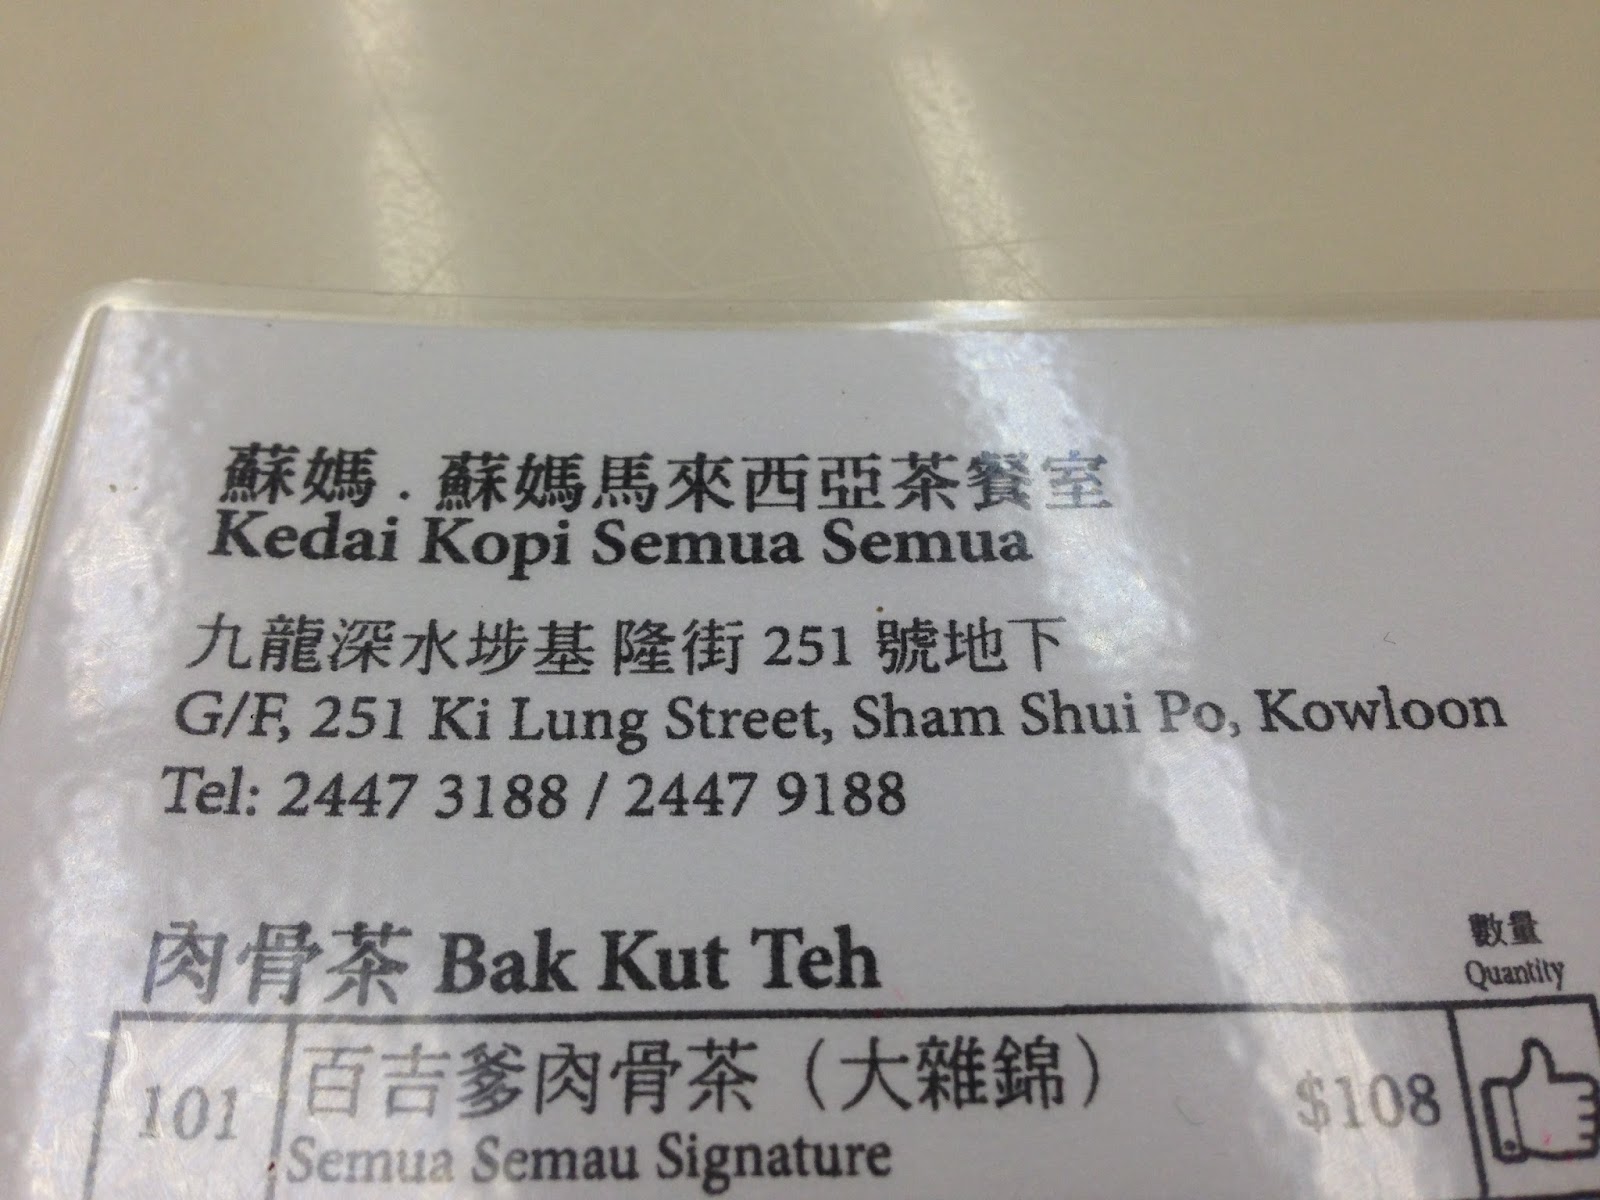 蘇媽.蘇媽馬來西亞茶餐室
Kedai Kopi Semua Semua
九龍深水埗基隆街 251 號地下
G/F, 251 Ki Lung Street, Sham Shui Po, Kowloon
Tel: 2447 3188 / 2447 9188
肉骨茶 Bak Kut Teh
數量
Quantity
101 百吉爹肉骨茶（大雜錦） $108
Semua Semau Signature